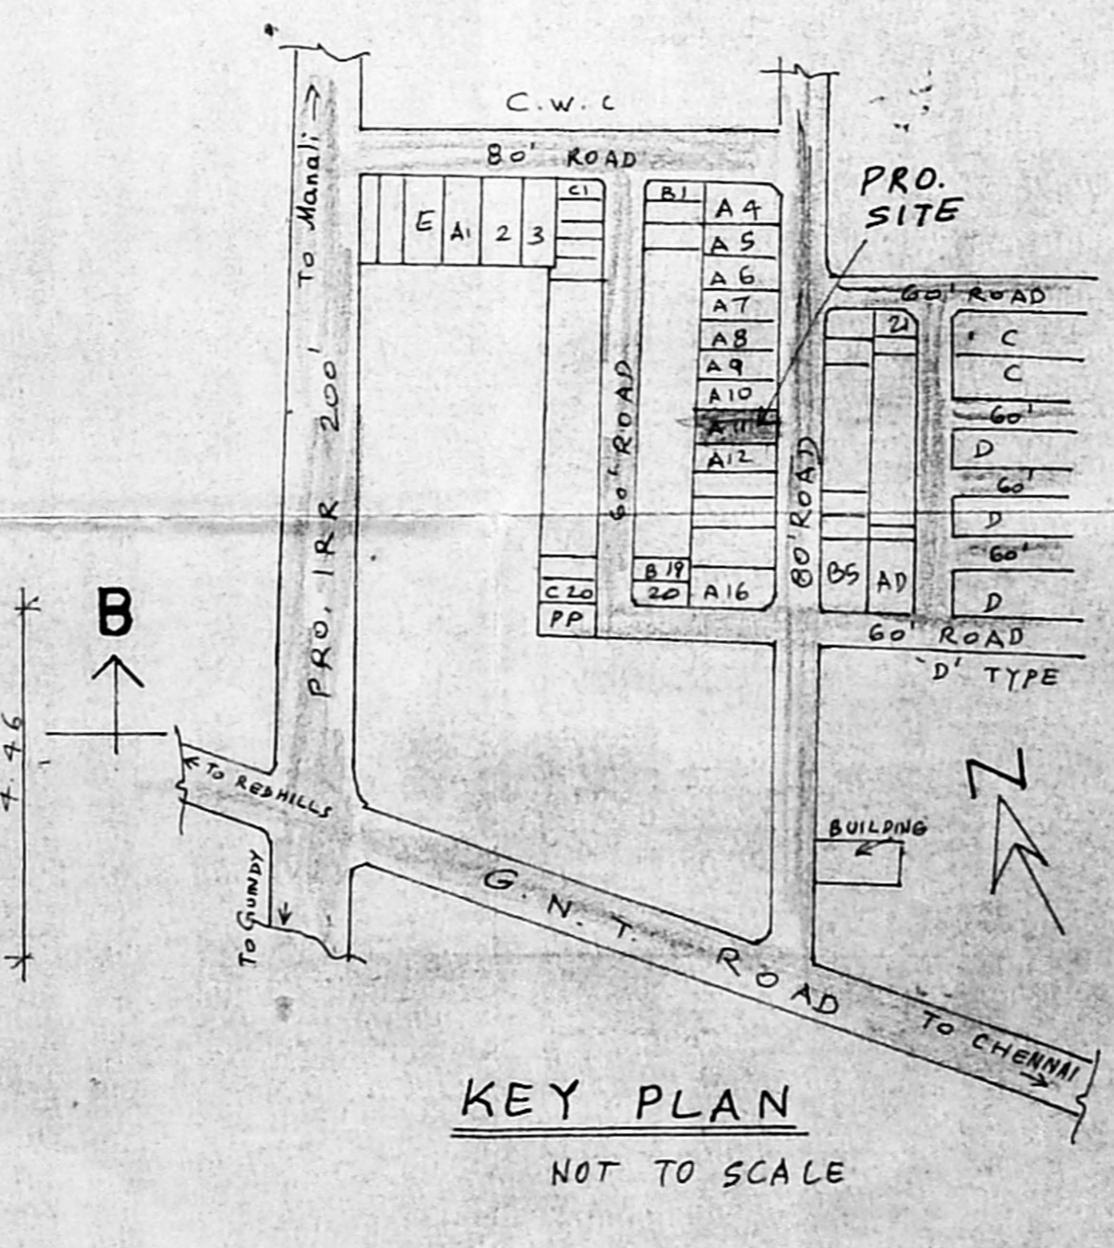 C.W.C
80' ROAD
To Manali →
PRO. IRR 200'
E A1 2 3
C1
B1
A4
A5
A6
A7
A8
A9
A10
A11
A12
A16
PRO.
SITE
60' ROAD
21
C
C
60'
D
60'
D
60'
D
60' ROAD
80' ROAD
B5
AD
B19
20
C20
PP
60' ROAD
'D' TYPE
B
4.46
N
← TO REDHILLS
To GUINDY
BUILDING
G.N.T. ROAD
TO CHENNAI →
KEY PLAN
NOT TO SCALE